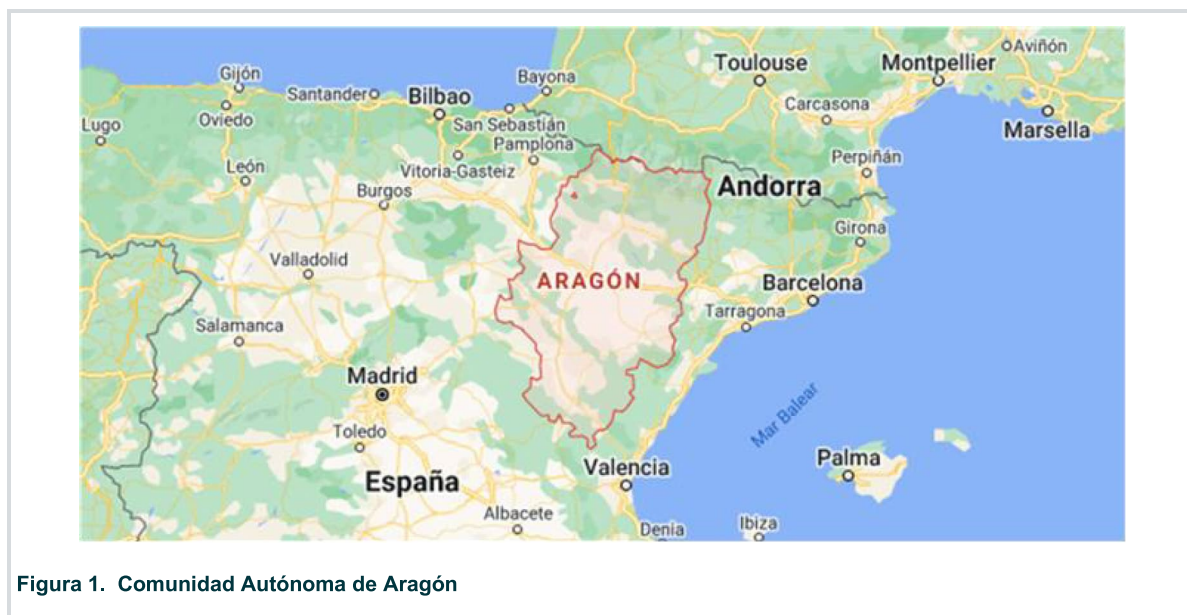 Aviñón
Toulouse
Montpellier
Gijón
Bayona
Santander
Bilbao
Carcasona
Lugo
Oviedo
San Sebastián
Marsella
Pamplona
León
Vitoria-Gasteiz
Perpiñán
Burgos
Andorra
Girona
Valladolid
ARAGÓN
Barcelona
Tarragona
Salamanca
Madrid
Mar Balear
Toledo
Palma
Valencia
España
Albacete
Ibiza
Denia
Figura 1. Comunidad Autónoma de Aragón